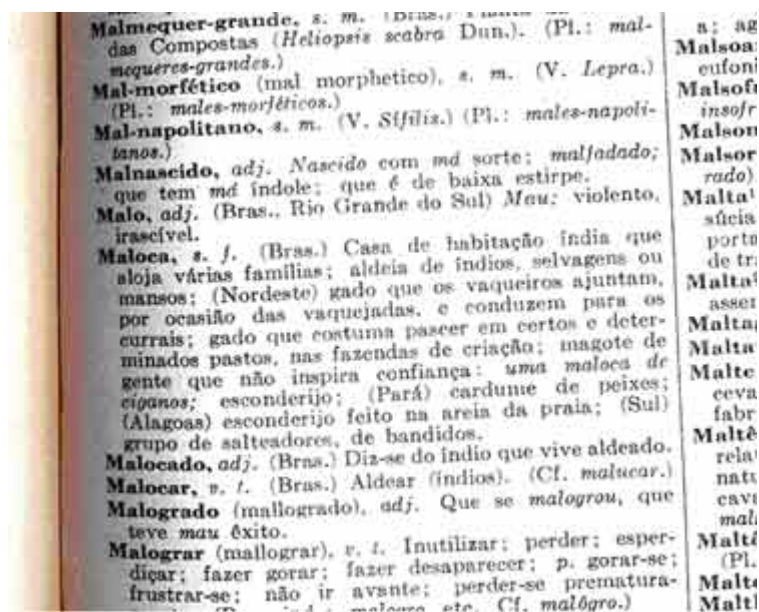 Malmequer-grande, s. m. (Bras.) Planta da
das Compostas (Heliopsis scabra Dun.). (Pl.: mal-
mequeres-grandes.)
Mal-morfético (mal morphetico), s. m. (V. Lepra.)
(Pl.: males-morféticos.)
Mal-napolitano, s. m. (V. Sífilis.) (Pl.: males-napoli-
tanos.)
Malnascido, adj. Nascido com má sorte; malfadado;
que tem má índole; que é de baixa estirpe.
Malo, adj. (Bras., Rio Grande do Sul) Mau; violento,
irascível.
Maloca, s. f. (Bras.) Casa de habitação índia que
aloja várias famílias; aldeia de índios, selvagens ou
mansos; (Nordeste) gado que os vaqueiros ajuntam,
por ocasião das vaquejadas, e conduzem para os
currais; gado que costuma pascer em certos e deter-
minados pastos, nas fazendas de criação; magote de
gente que não inspira confiança: uma maloca de
ciganos; esconderijo; (Pará) cardume de peixes;
(Alagoas) esconderijo feito na areia da praia; (Sul)
grupo de salteadores, de bandidos.
Malocado, adj. (Bras.) Diz-se do índio que vive aldeado.
Malocar, v. t. (Bras.) Aldear (índios). (Cf. malucar.)
Malogrado (mallogrado), adj. Que se malogrou, que
teve mau êxito.
Malograr (mallograr), v. t. Inutilizar; perder; esper-
diçar; fazer gorar; fazer desaparecer; p. gorar-se;
frustrar-se; não ir avante; perder-se prematura-
malogro etc. Cf. malôgro.)
a; ag
Malsoa
eufoni
Malsofr
insofr
Malson
Malsor
rado)
Malta¹
súcia
porta
de tra
Malta²
asser
Maltag
Malta
Malte
ceva
fabr
Maltê
rela
natu
cava
mal
Maltê
(Pl.
Malte
Malt